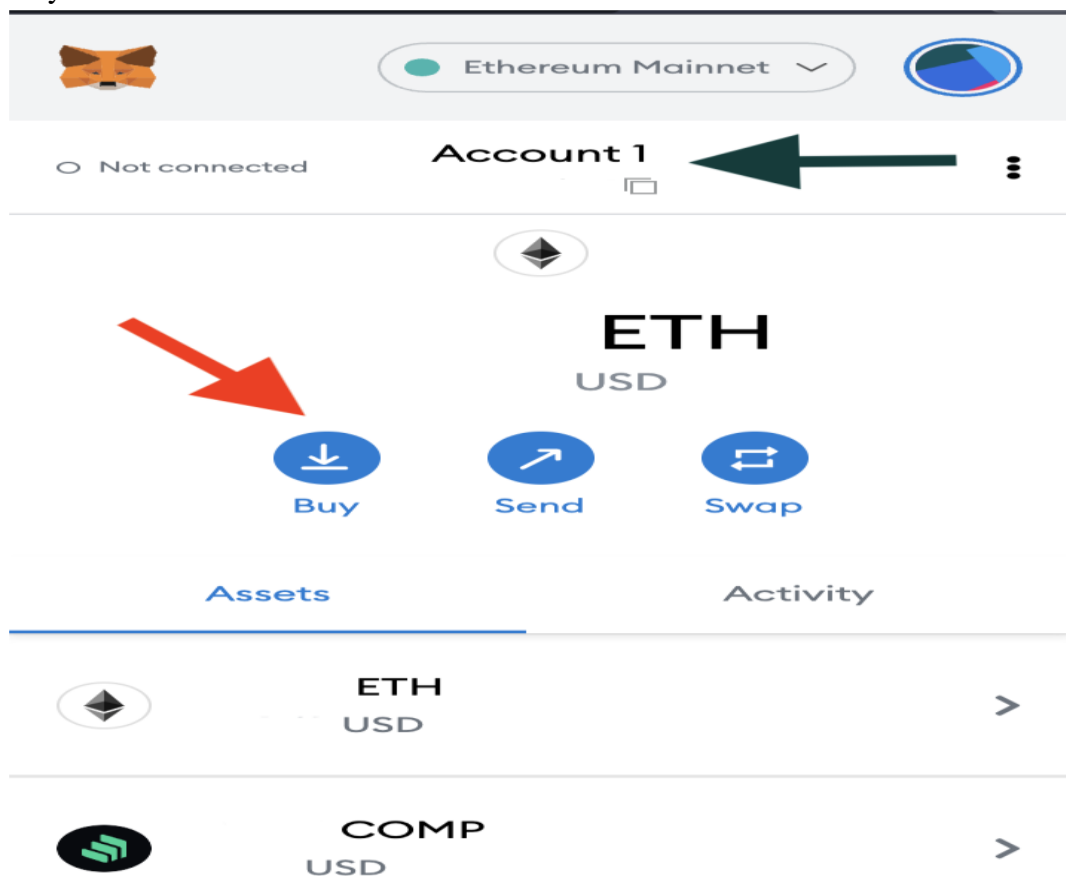 Ethereum Mainnet
Not connected
Account 1
ETH
USD
Buy Send Swap
Assets Activity
ETH
USD
COMP
USD